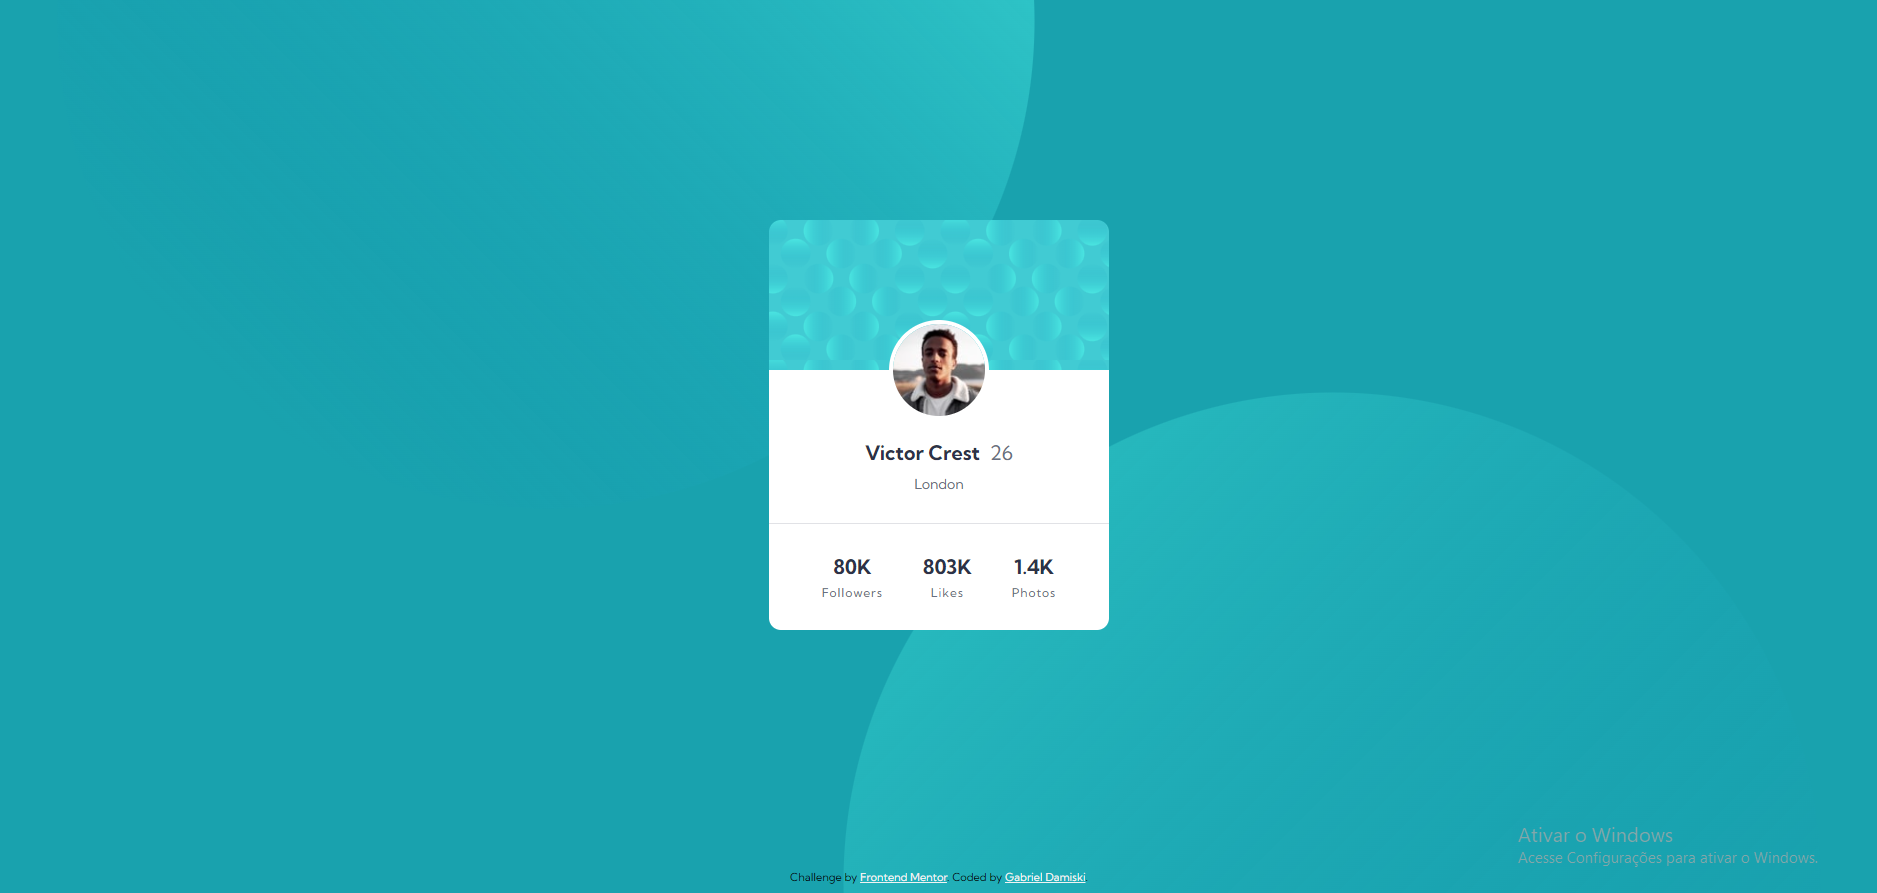 Victor Crest 26
London
80K 803K 1.4K
Followers Likes Photos
Ativar o Windows
Acesse Configurações para ativar o Windows.
Challenge by Frontend Mentor. Coded by Gabriel Damiski.